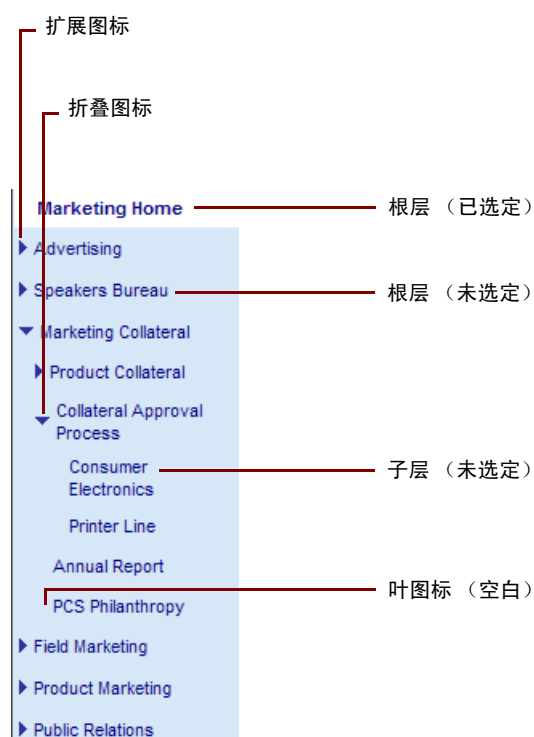 扩展图标
折叠图标
Marketing Home
根层 （已选定）
Advertising
Speakers Bureau
根层 （未选定）
Marketing Collateral
Product Collateral
Collateral Approval
Process
Consumer
Electronics
子层 （未选定）
Printer Line
Annual Report
叶图标 （空白）
PCS Philanthropy
Field Marketing
Product Marketing
Public Relations